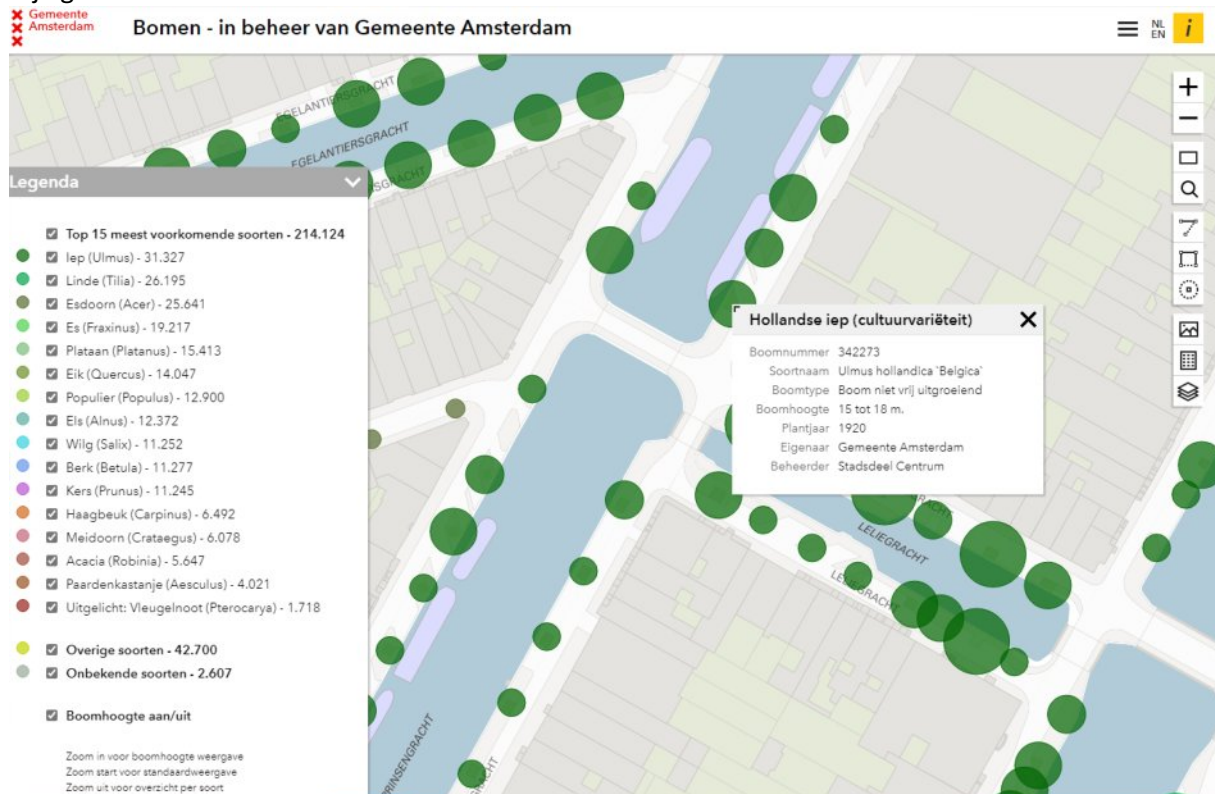 Gemeente
Amsterdam
Bomen - in beheer van Gemeente Amsterdam
NL
EN
i
EGELANTIERSGRACHT
EGELANTIERSGRACHT
Legenda
Top 15 meest voorkomende soorten - 214.124
Iep (Ulmus) - 31.327
Linde (Tilia) - 26.195
Esdoorn (Acer) - 25.641
Es (Fraxinus) - 19.217
Plataan (Platanus) - 15.413
Eik (Quercus) - 14.047
Populier (Populus) - 12.900
Els (Alnus) - 12.372
Wilg (Salix) - 11.252
Berk (Betula) - 11.277
Kers (Prunus) - 11.245
Haagbeuk (Carpinus) - 6.492
Meidoorn (Crataegus) - 6.078
Acacia (Robinia) - 5.647
Paardenkastanje (Aesculus) - 4.021
Uitgelicht: Vleugelnoot (Pterocarya) - 1.718
Overige soorten - 42.700
Onbekende soorten - 2.607
Boomhoogte aan/uit
Zoom in voor boomhoogte weergave
Zoom start voor standaardweergave
Zoom uit voor overzicht per soort
Hollandse iep (cultuurvariëteit)
Boomnummer 342273
Soortnaam Ulmus hollandica `Belgica`
Boomtype Boom niet vrij uitgroeiend
Boomhoogte 15 tot 18 m.
Plantjaar 1920
Eigenaar Gemeente Amsterdam
Beheerder Stadsdeel Centrum
LELIEGRACHT
LELIEGRACHT
PRINSENGRACHT